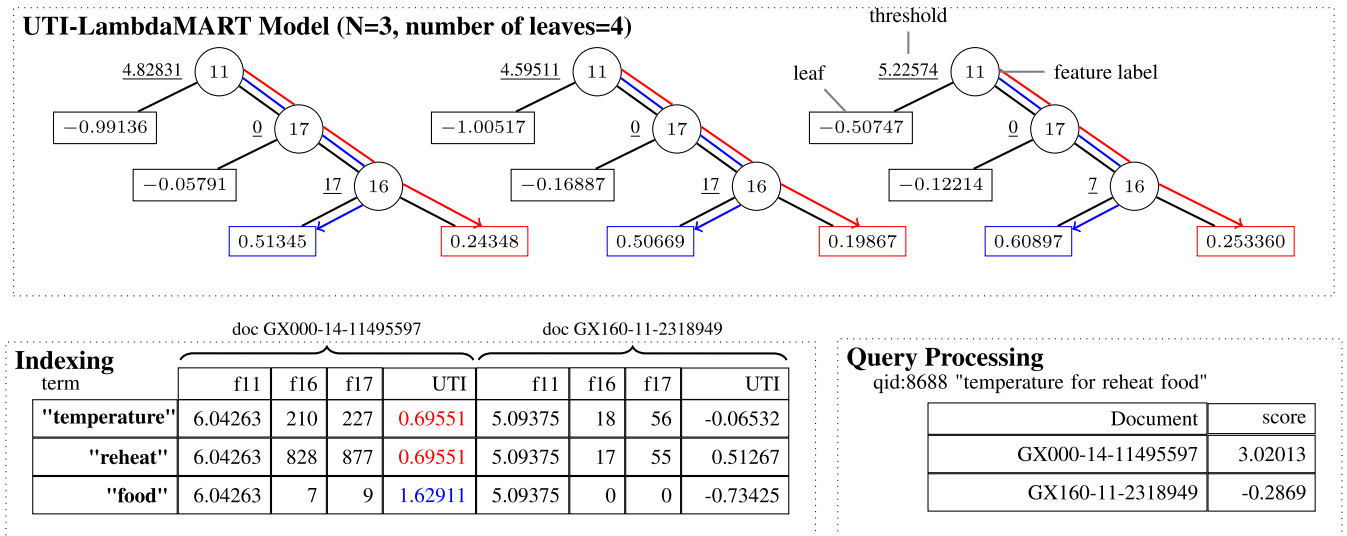 UTI-LambdaMART Model (N=3, number of leaves=4)
threshold
4.82831 11
4.59511 11
leaf 5.22574 11 feature label
−0.99136 0 17
−1.00517 0 17
−0.50747 0 17
−0.05791 17 16
−0.16887 17 16
−0.12214 7 16
0.51345 0.24348
0.50669 0.19867
0.60897 0.253360
doc GX000-14-11495597 doc GX160-11-2318949
Indexing
term f11 f16 f17 UTI f11 f16 f17 UTI
"temperature" 6.04263 210 227 0.69551 5.09375 18 56 -0.06532
"reheat" 6.04263 828 877 0.69551 5.09375 17 55 0.51267
"food" 6.04263 7 9 1.62911 5.09375 0 0 -0.73425
Query Processing
qid:8688 "temperature for reheat food"
Document score
GX000-14-11495597 3.02013
GX160-11-2318949 -0.2869